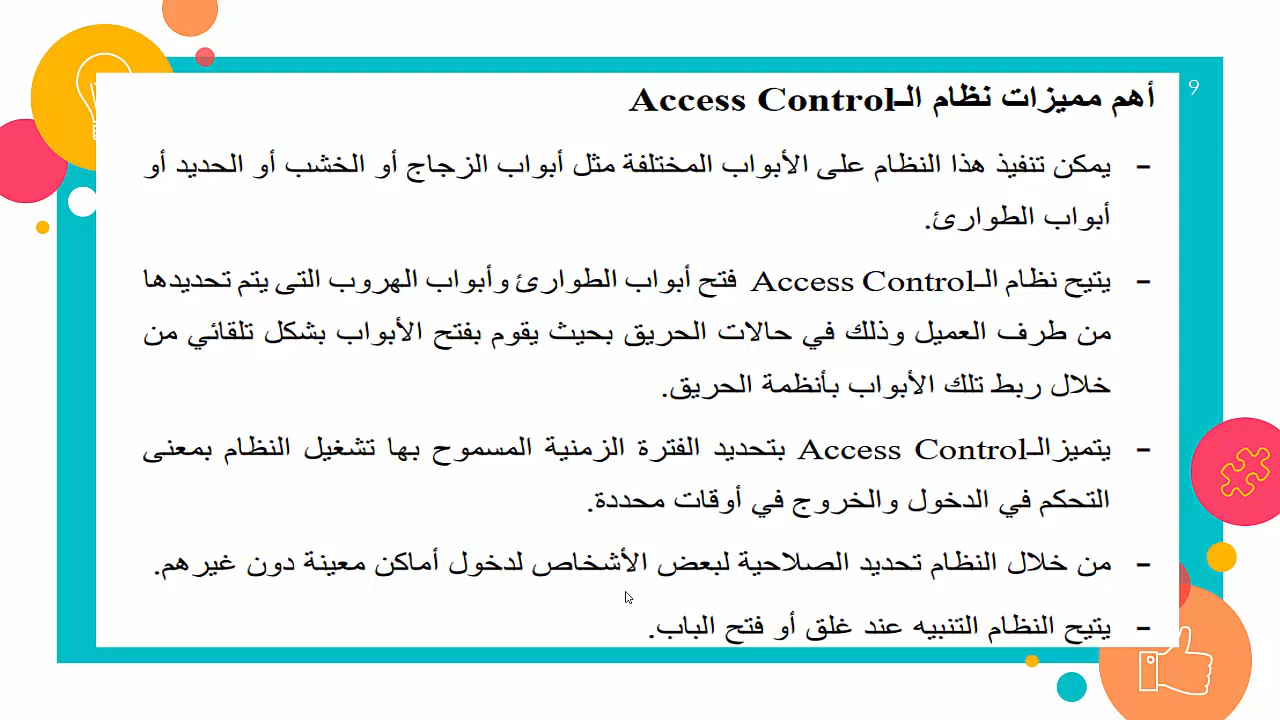 9
أهم مميزات نظام الـAccess Control
- يمكن تنفيذ هذا النظام على الأبواب المختلفة مثل أبواب الزجاج أو الخشب أو الحديد أو
أبواب الطوارئ.
- يتيح نظام الـAccess Control فتح أبواب الطوارئ وأبواب الهروب التى يتم تحديدها
من طرف العميل وذلك في حالات الحريق بحيث يقوم بفتح الأبواب بشكل تلقائي من
خلال ربط تلك الأبواب بأنظمة الحريق.
- يتميزالـAccess Control بتحديد الفترة الزمنية المسموح بها تشغيل النظام بمعنى
التحكم في الدخول والخروج في أوقات محددة.
- من خلال النظام تحديد الصلاحية لبعض الأشخاص لدخول أماكن معينة دون غيرهم.
- يتيح النظام التنبيه عند غلق أو فتح الباب.